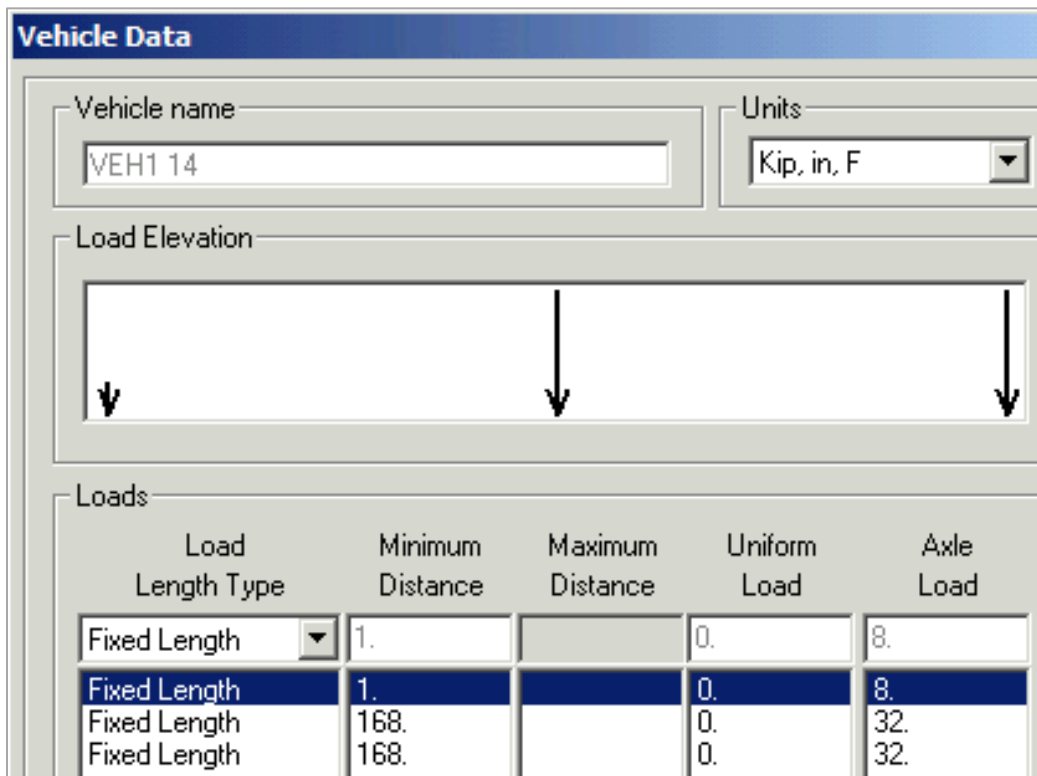 Vehicle Data
Vehicle name
Units
VEH1 14
Kip, in, F
Load Elevation
Loads
Load Length Type Minimum Distance Maximum Distance Uniform Load Axle Load
Fixed Length 1. 0. 8.
Fixed Length 1. 0. 8.
Fixed Length 168. 0. 32.
Fixed Length 168. 0. 32.